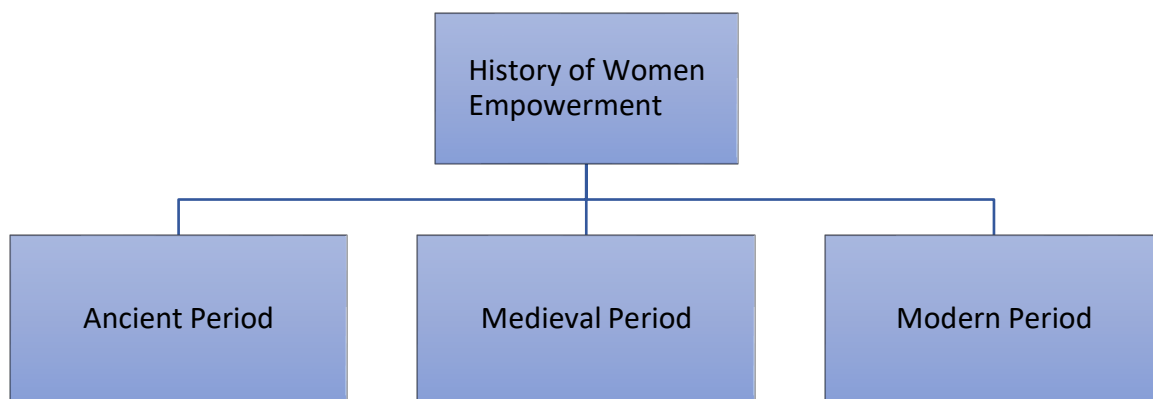 History of Women
Empowerment
Ancient Period
Medieval Period
Modern Period